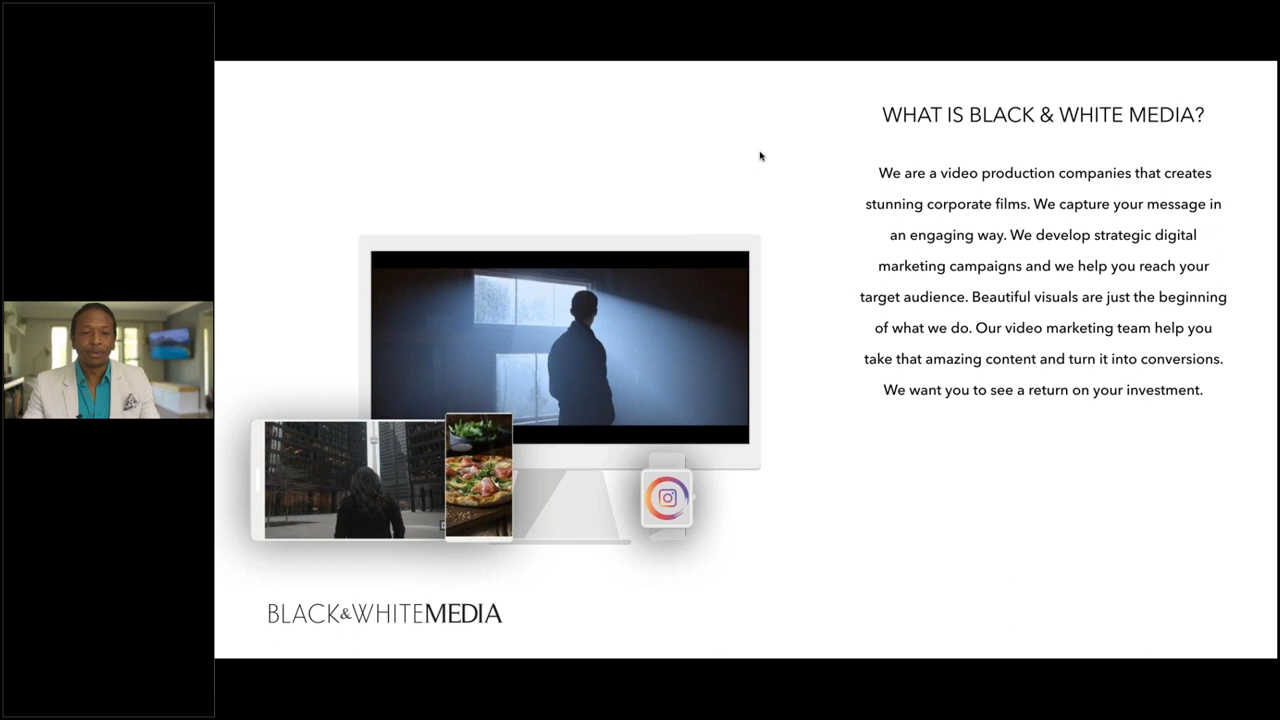 WHAT IS BLACK & WHITE MEDIA?
We are a video production companies that creates
stunning corporate films. We capture your message in
an engaging way. We develop strategic digital
marketing campaigns and we help you reach your
target audience. Beautiful visuals are just the beginning
of what we do. Our video marketing team help you
take that amazing content and turn it into conversions.
We want you to see a return on your investment.
BLACK&WHITEMEDIA